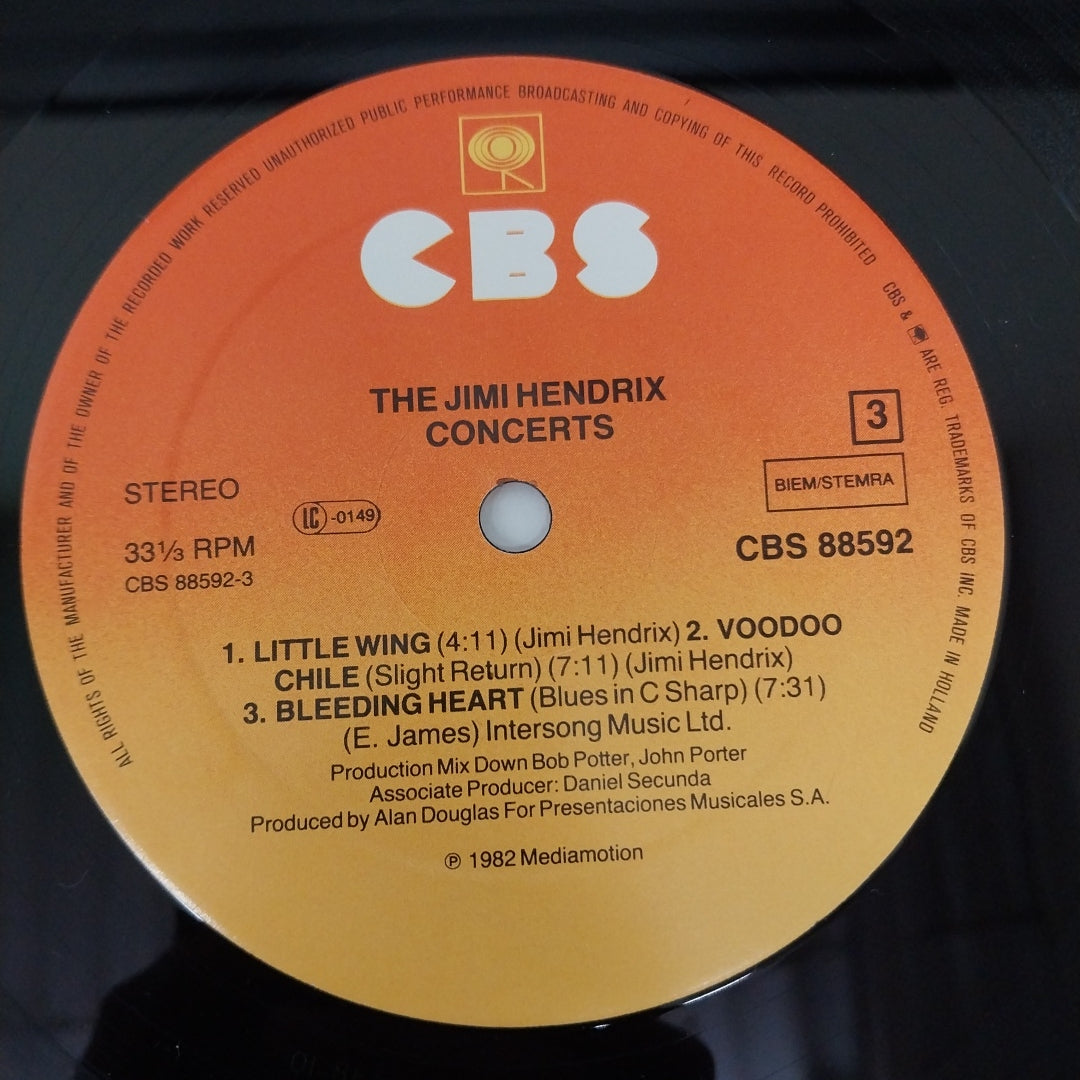 ALL RIGHTS OF THE MANUFACTURER AND OF THE OWNER OF THE RECORDED WORK RESERVED UNAUTHORIZED PUBLIC PERFORMANCE BROADCASTING AND COPYING OF THIS RECORD PROHIBITED
CBS & ARE REG. TRADEMARKS OF CBS INC. MADE IN HOLLAND
CBS
THE JIMI HENDRIX
CONCERTS
3
STEREO
LC-0149
BIEM/STEMRA
33⅓ RPM
CBS 88592
CBS 88592-3
1. LITTLE WING (4:11) (Jimi Hendrix) 2. VOODOO
CHILE (Slight Return) (7:11) (Jimi Hendrix)
3. BLEEDING HEART (Blues in C Sharp) (7:31)
(E. James) Intersong Music Ltd.
Production Mix Down Bob Potter, John Porter
Associate Producer: Daniel Secunda
Produced by Alan Douglas For Presentaciones Musicales S.A.
℗ 1982 Mediamotion